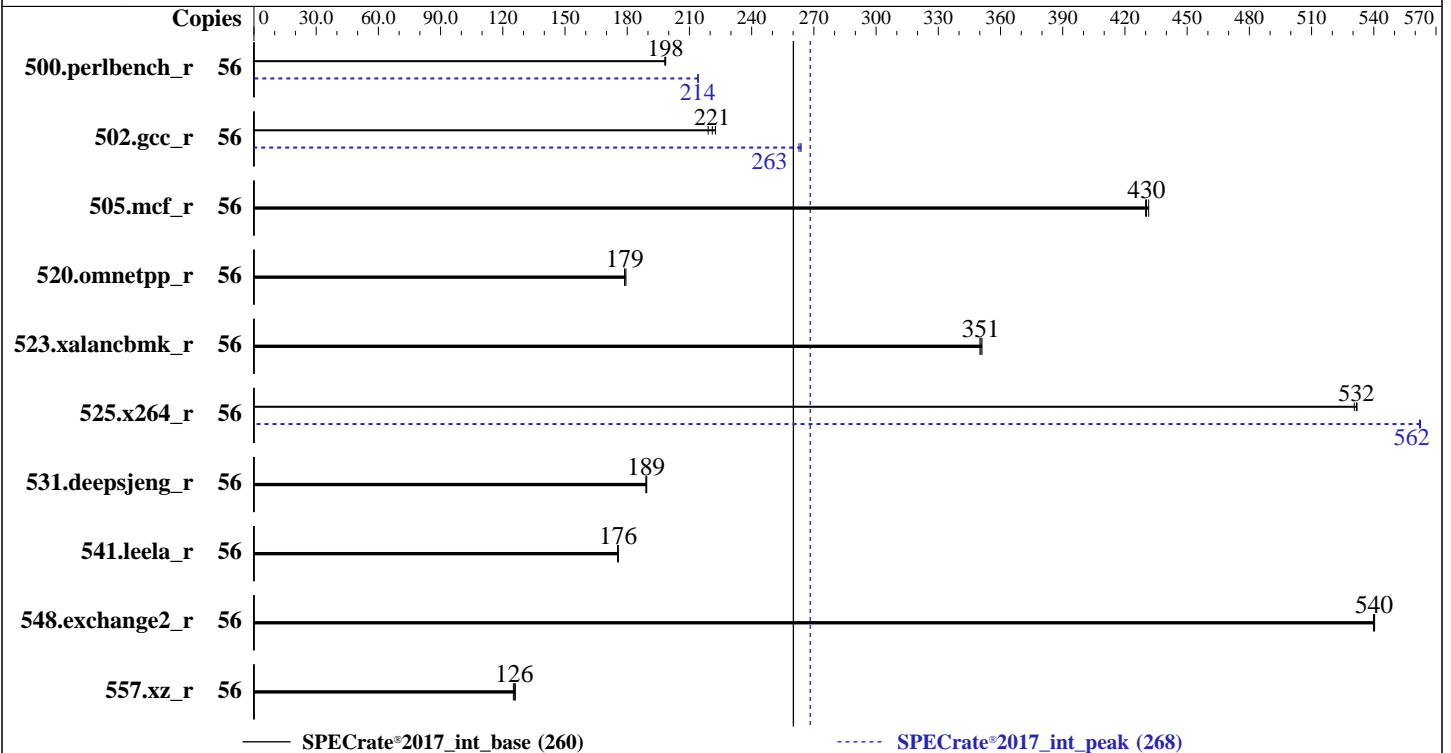 Copies 0 30.0 60.0 90.0 120 150 180 210 240 270 300 330 360 390 420 450 480 510 540 570
198
500.perlbench_r 56
214
221
502.gcc_r 56
263
430
505.mcf_r 56
179
520.omnetpp_r 56
351
523.xalancbmk_r 56
532
525.x264_r 56
562
189
531.deepsjeng_r 56
176
541.leela_r 56
540
548.exchange2_r 56
126
557.xz_r 56
SPECrate®2017_int_base (260) SPECrate®2017_int_peak (268)